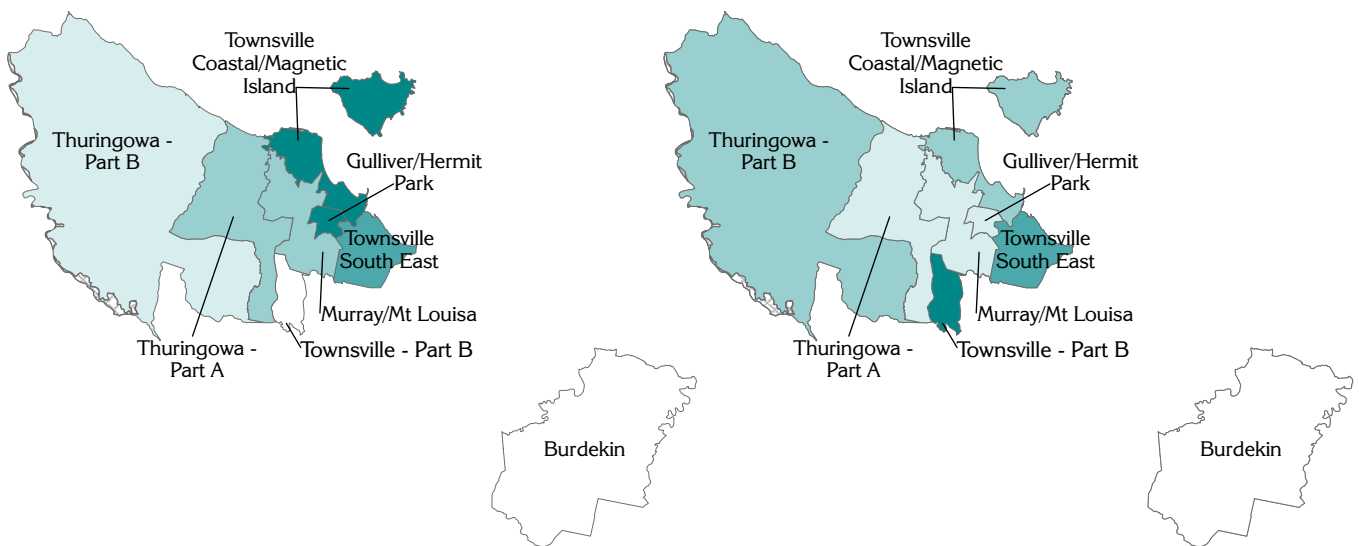 Townsville
Coastal/Magnetic
Island
Thuringowa -
Part B
Gulliver/Hermit
Park
Townsville
South East
Murray/Mt Louisa
Thuringowa -
Part A
Townsville - Part B
Burdekin
Townsville
Coastal/Magnetic
Island
Thuringowa -
Part B
Gulliver/Hermit
Park
Townsville
South East
Murray/Mt Louisa
Thuringowa -
Part A
Townsville - Part B
Burdekin